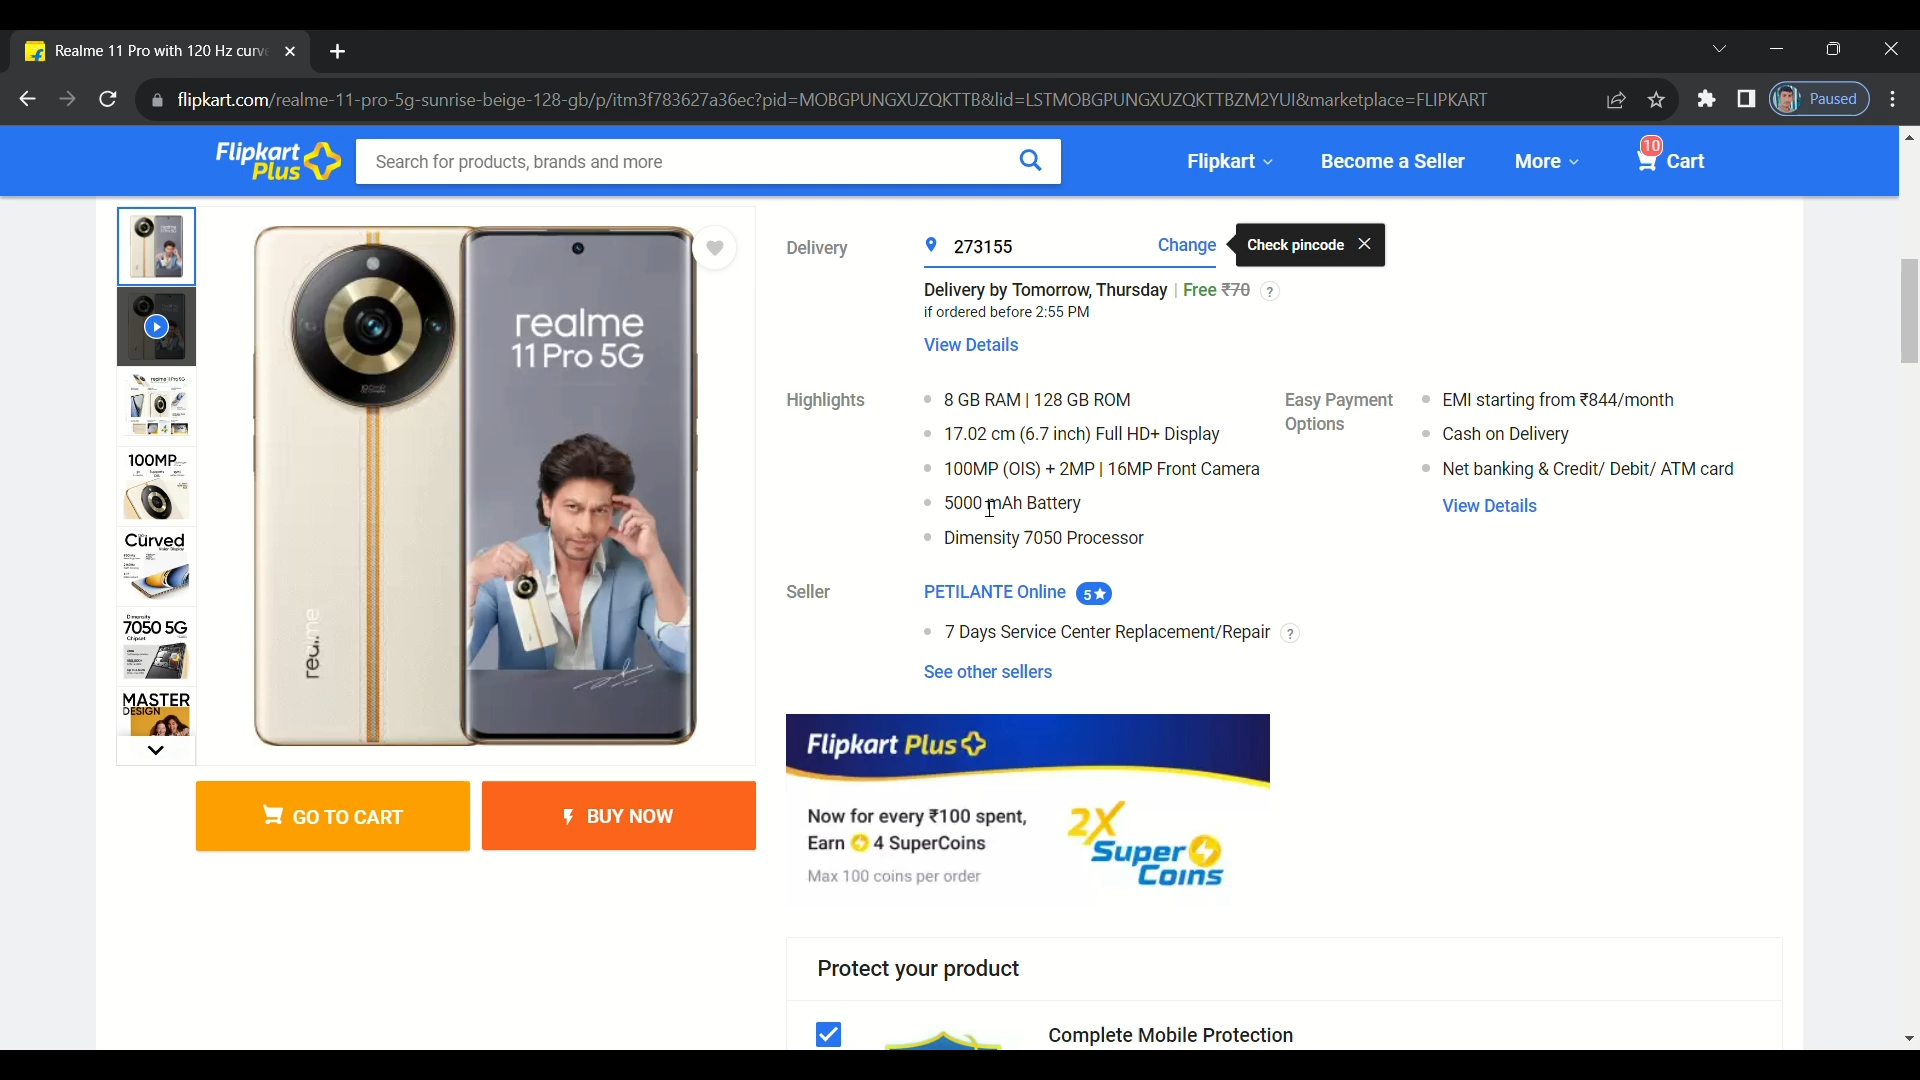 Realme 11 Pro with 120 Hz curve
flipkart.com/realme-11-pro-5g-sunrise-beige-128-gb/p/itm3f783627a36ec?pid=MOBGPUNGXUZQKTTB&lid=LSTMOBGPUNGXUZQKTTBZM2YUI&marketplace=FLIPKART
Paused
Flipkart
Plus
Search for products, brands and more
Flipkart
Become a Seller
More
10
Cart
100MP
Curved
Dimensity
7050 5G
Chipset
MASTER
DESIGN
realme
11 Pro 5G
realme
GO TO CART
BUY NOW
Delivery
273155
Change
Check pincode
Delivery by Tomorrow, Thursday | Free ₹70 ?
if ordered before 2:55 PM
View Details
Highlights
8 GB RAM | 128 GB ROM
17.02 cm (6.7 inch) Full HD+ Display
100MP (OIS) + 2MP | 16MP Front Camera
5000 mAh Battery
Dimensity 7050 Processor
Easy Payment
Options
EMI starting from ₹844/month
Cash on Delivery
Net banking & Credit/ Debit/ ATM card
View Details
Seller
PETILANTE Online 5★
7 Days Service Center Replacement/Repair ?
See other sellers
Flipkart Plus
Now for every ₹100 spent,
Earn 4 SuperCoins
Max 100 coins per order
2X
Super
Coins
Protect your product
Complete Mobile Protection